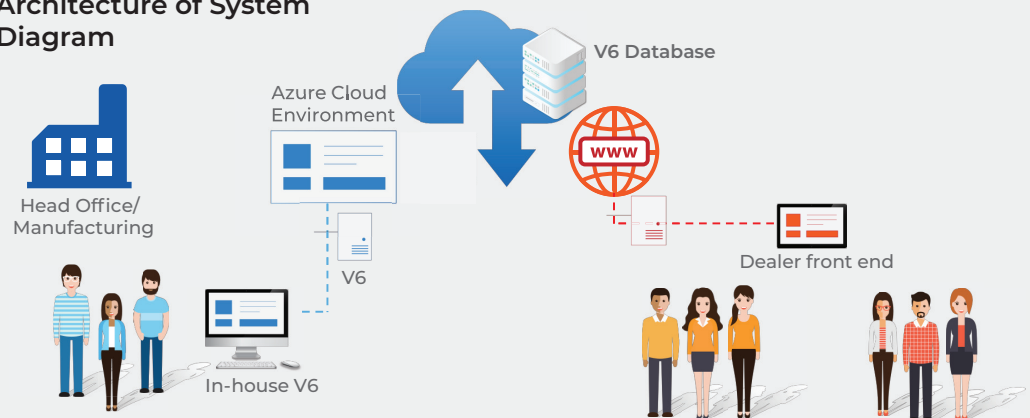 Architecture of System
Diagram
V6 Database
Azure Cloud
Environment
www
Head Office/
Manufacturing
V6
Dealer front end
In-house V6